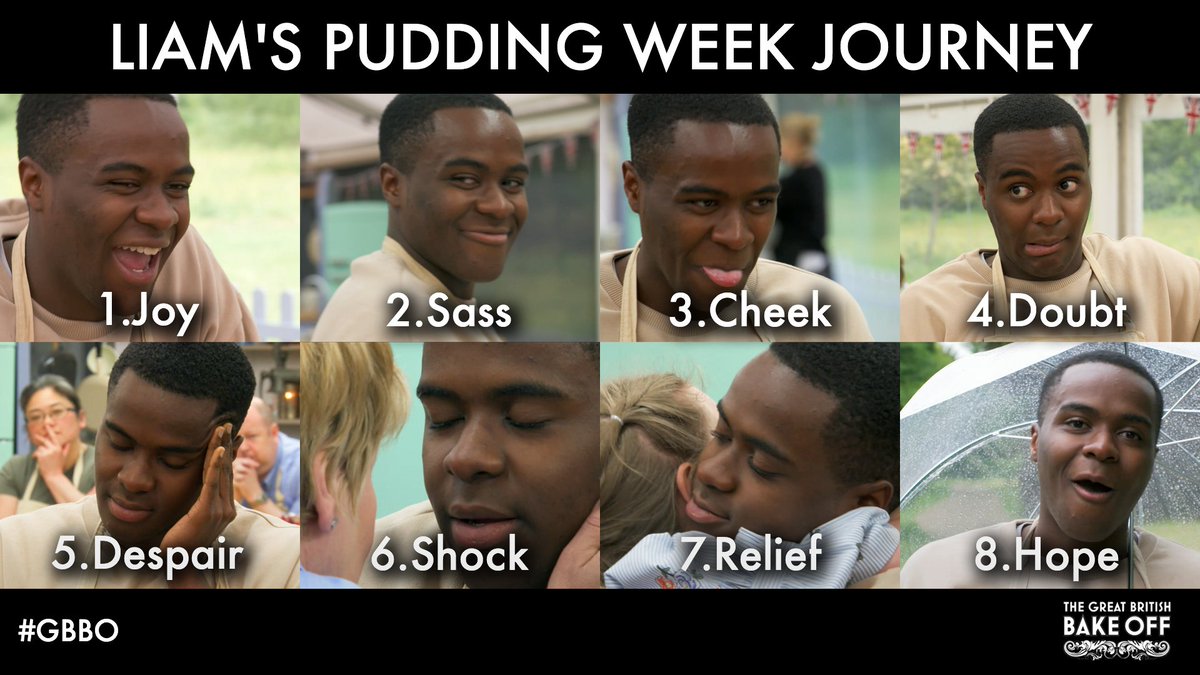 LIAM'S PUDDING WEEK JOURNEY
1.Joy
2.Sass
3.Cheek
4.Doubt
5.Despair
6.Shock
7.Relief
8.Hope
#GBBO
THE GREAT BRITISH
BAKE OFF